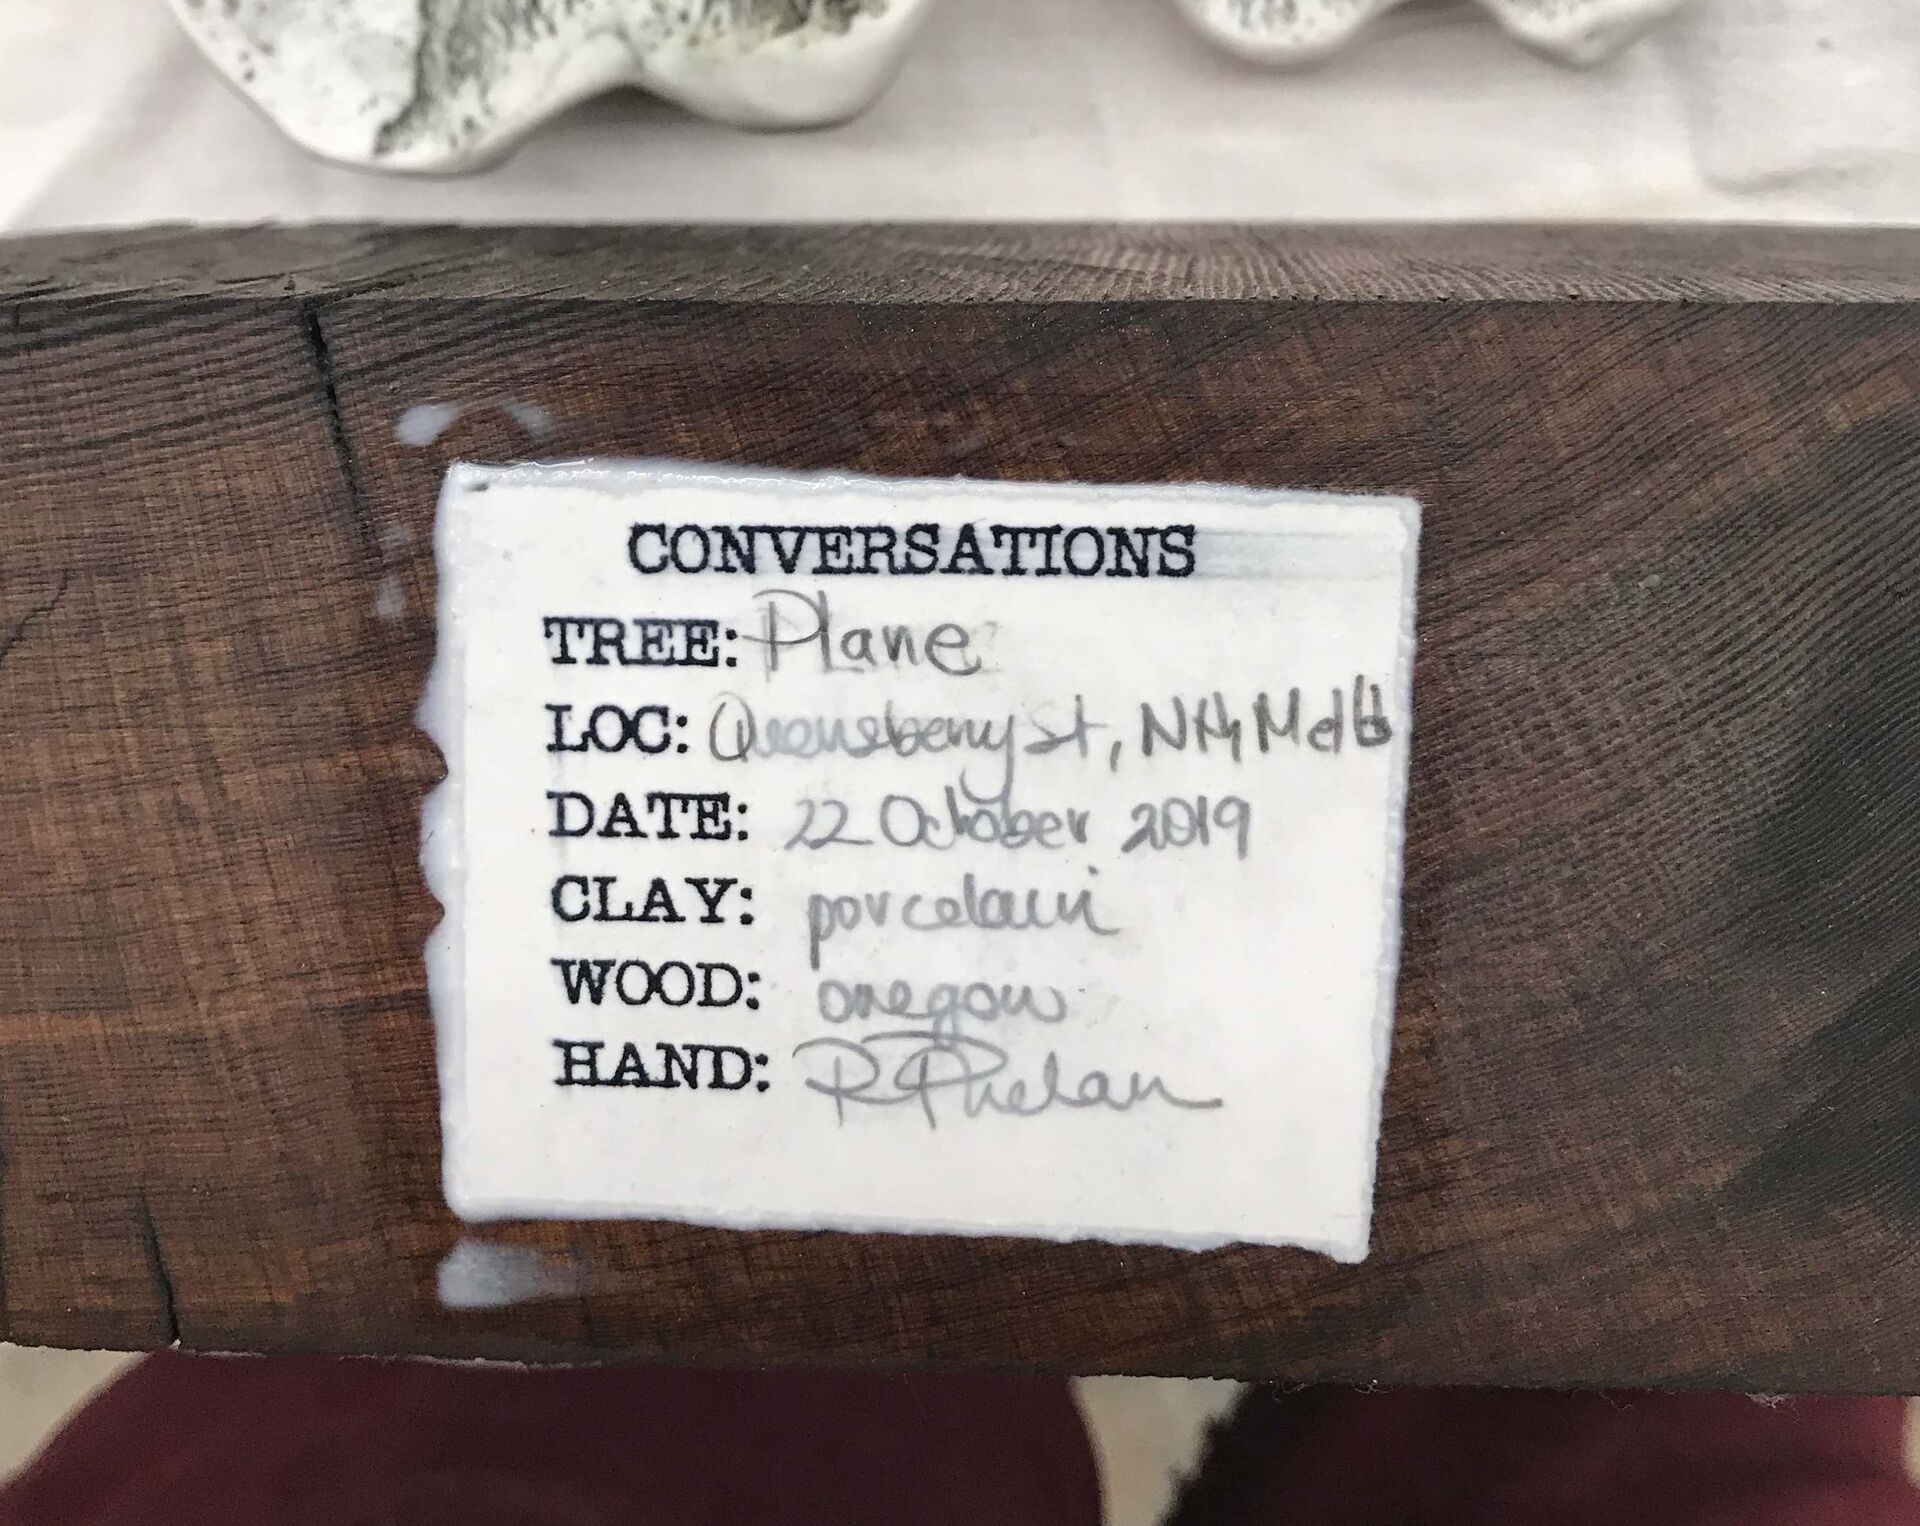 CONVERSATIONS
TREE: Plane
LOC: Queensberry St, Nth Melb
DATE: 22 October 2019
CLAY: porcelain
WOOD: oregon
HAND: R Phelan